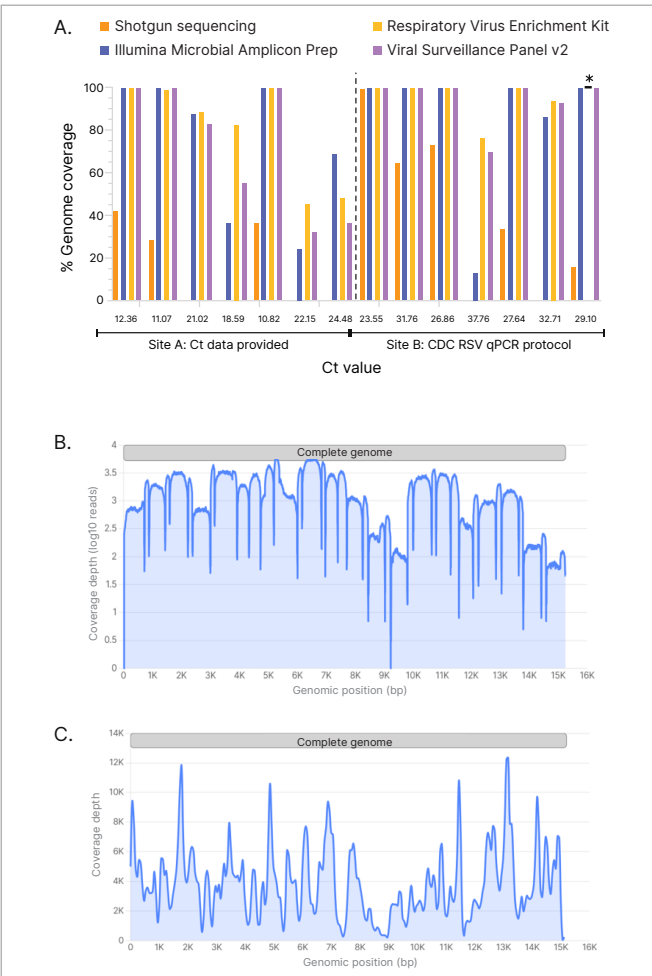 A.
Shotgun sequencing
Respiratory Virus Enrichment Kit
Illumina Microbial Amplicon Prep
Viral Surveillance Panel v2
*
% Genome coverage
100
80
60
40
20
0
12.36 11.07 21.02 18.59 10.82 22.15 24.48 23.55 31.76 26.86 37.76 27.64 32.71 29.10
Site A: Ct data provided
Site B: CDC RSV qPCR protocol
Ct value
B.
Complete genome
Coverage depth (log10 reads)
4
3.5
3
2.5
2
1.5
1
0.5
0
0 1K 2K 3K 4K 5K 6K 7K 8K 9K 10K 11K 12K 13K 14K 15K 16K
Genomic position (bp)
C.
Complete genome
Coverage depth
14K
12K
10K
8K
6K
4K
2K
0
0 1K 2K 3K 4K 5K 6K 7K 8K 9K 10K 11K 12K 13K 14K 15K 16K
Genomic position (bp)